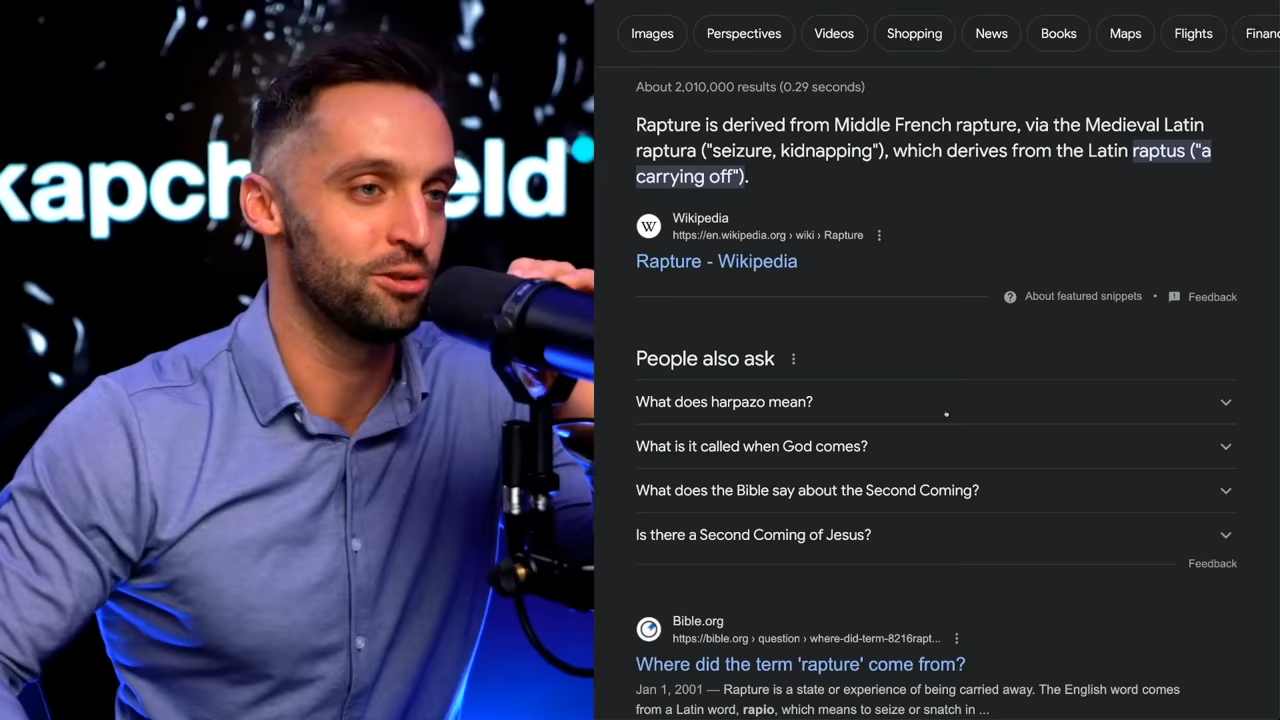 kapch eld
Images Perspectives Videos Shopping News Books Maps Flights Financ
About 2,010,000 results (0.29 seconds)
Rapture is derived from Middle French rapture, via the Medieval Latin
raptura ("seizure, kidnapping"), which derives from the Latin raptus ("a
carrying off").
W Wikipedia
https://en.wikipedia.org › wiki › Rapture
Rapture - Wikipedia
About featured snippets • Feedback
People also ask
What does harpazo mean?
What is it called when God comes?
What does the Bible say about the Second Coming?
Is there a Second Coming of Jesus?
Feedback
Bible.org
https://bible.org › question › where-did-term-8216rapt...
Where did the term 'rapture' come from?
Jan 1, 2001 — Rapture is a state or experience of being carried away. The English word comes
from a Latin word, rapio, which means to seize or snatch in ...